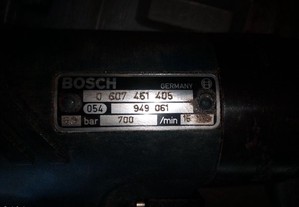 BOSCH GERMANY
0 607 461 405
054 949 061
bar 700 /min